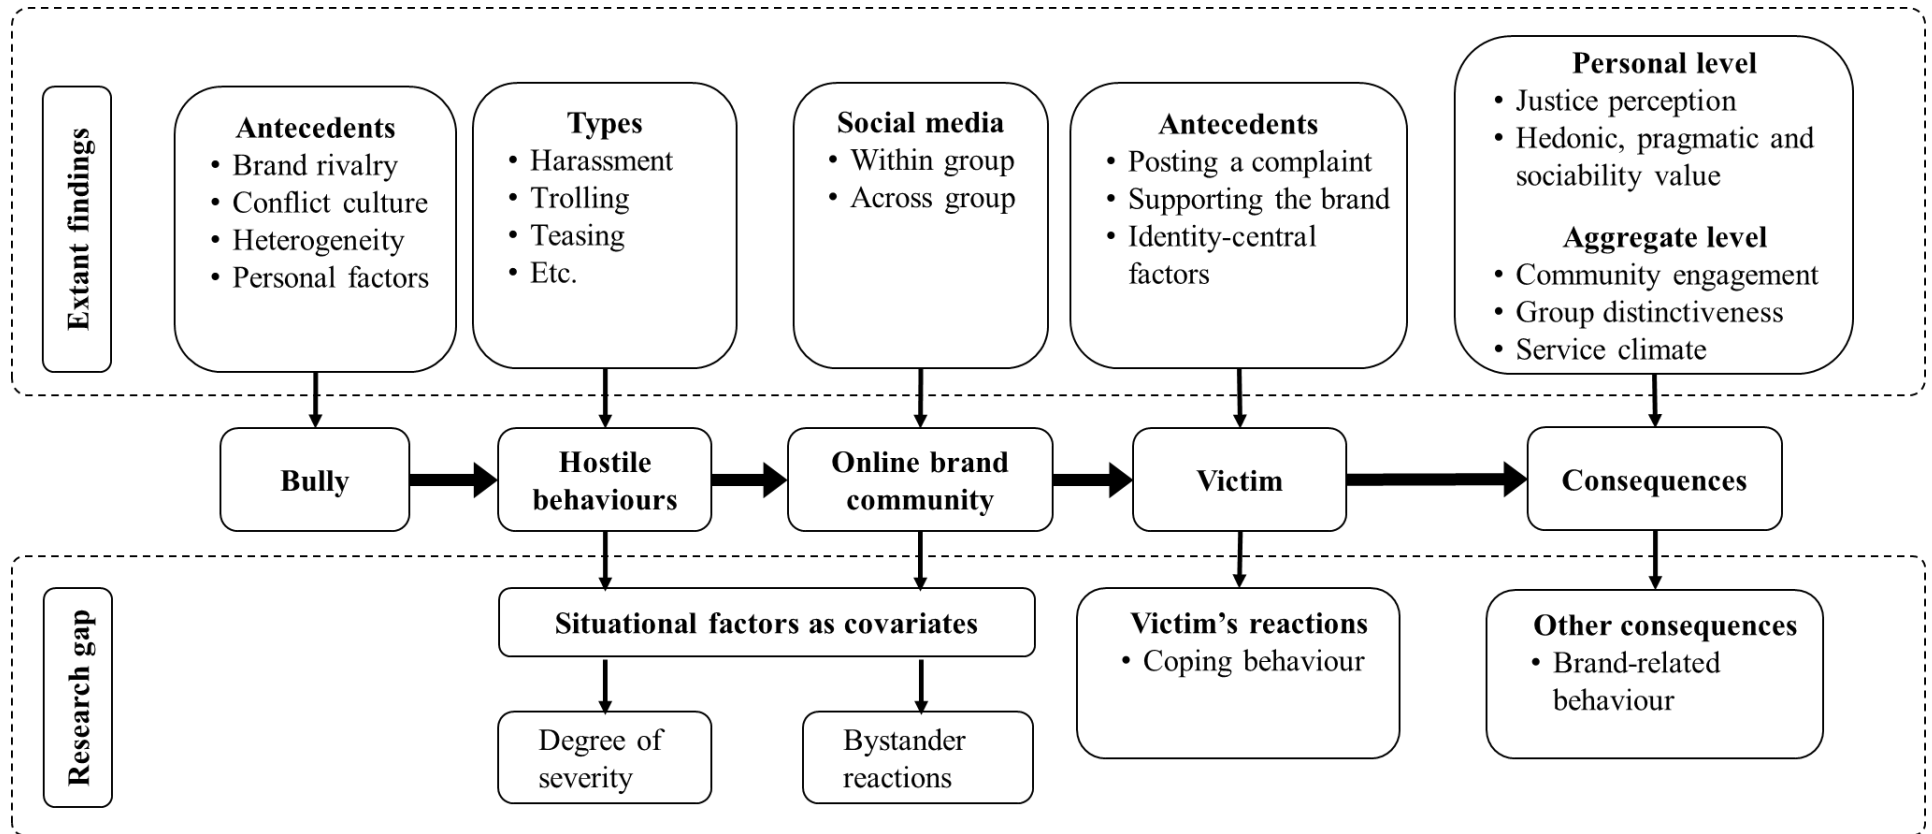 Extant findings
Antecedents
• Brand rivalry
• Conflict culture
• Heterogeneity
• Personal factors
Types
• Harassment
• Trolling
• Teasing
• Etc.
Social media
• Within group
• Across group
Antecedents
• Posting a complaint
• Supporting the brand
• Identity-central
factors
Personal level
• Justice perception
• Hedonic, pragmatic and
sociability value
Aggregate level
• Community engagement
• Group distinctiveness
• Service climate
Bully
Hostile
behaviours
Online brand
community
Victim
Consequences
Research gap
Situational factors as covariates
Degree of
severity
Bystander
reactions
Victim’s reactions
• Coping behaviour
Other consequences
• Brand-related
behaviour